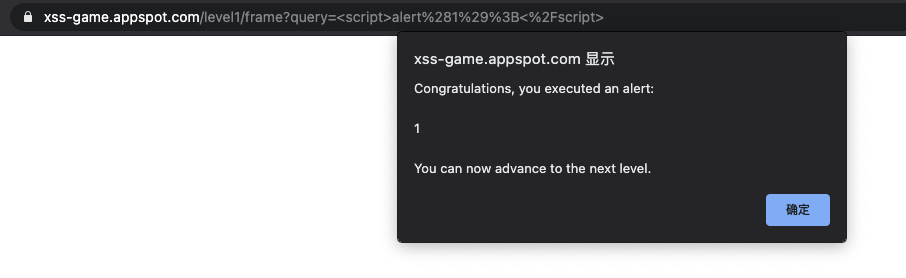 xss-game.appspot.com/level1/frame?query=<script>alert%281%29%3B<%2Fscript>
xss-game.appspot.com 显示
Congratulations, you executed an alert:
1
You can now advance to the next level.
确定